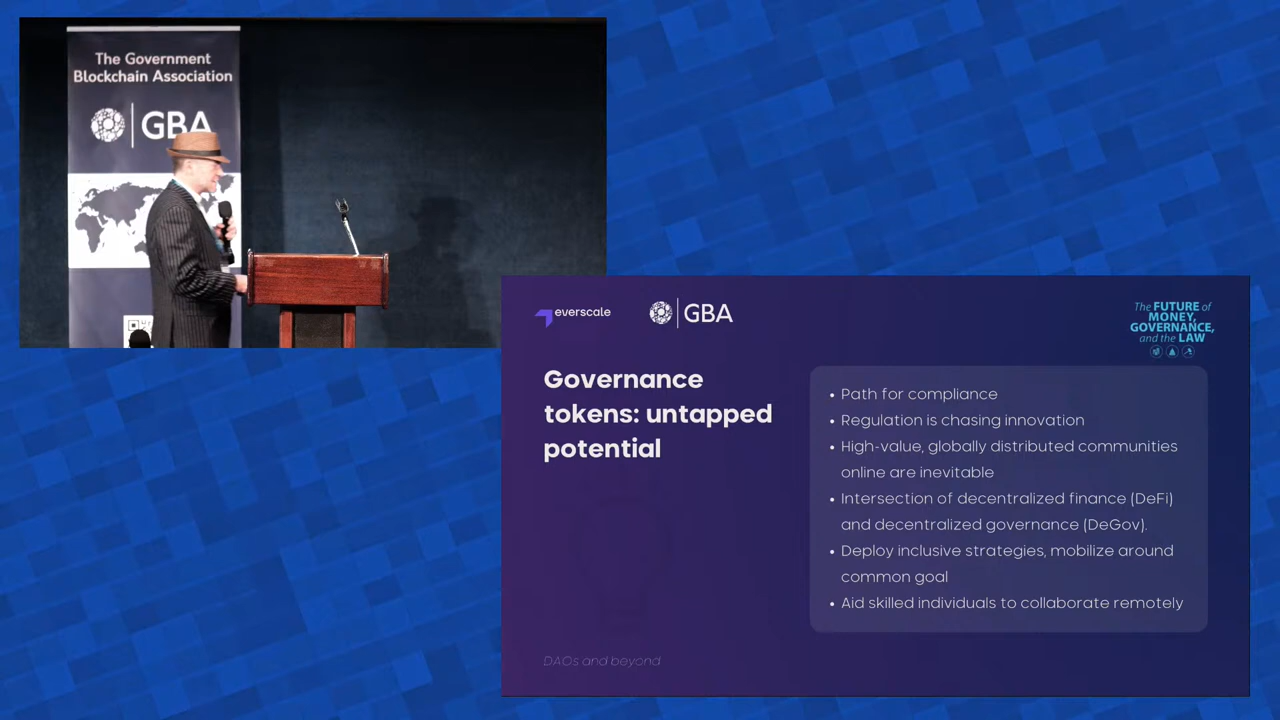 The Government
Blockchain Association
GBA
everscale
GBA
The FUTURE of
MONEY,
GOVERNANCE,
and the LAW
Governance
tokens: untapped
potential
• Path for compliance
• Regulation is chasing innovation
• High-value, globally distributed communities
online are inevitable
• Intersection of decentralized finance (DeFi)
and decentralized governance (DeGov).
• Deploy inclusive strategies, mobilize around
common goal
• Aid skilled individuals to collaborate remotely
DAOs and beyond